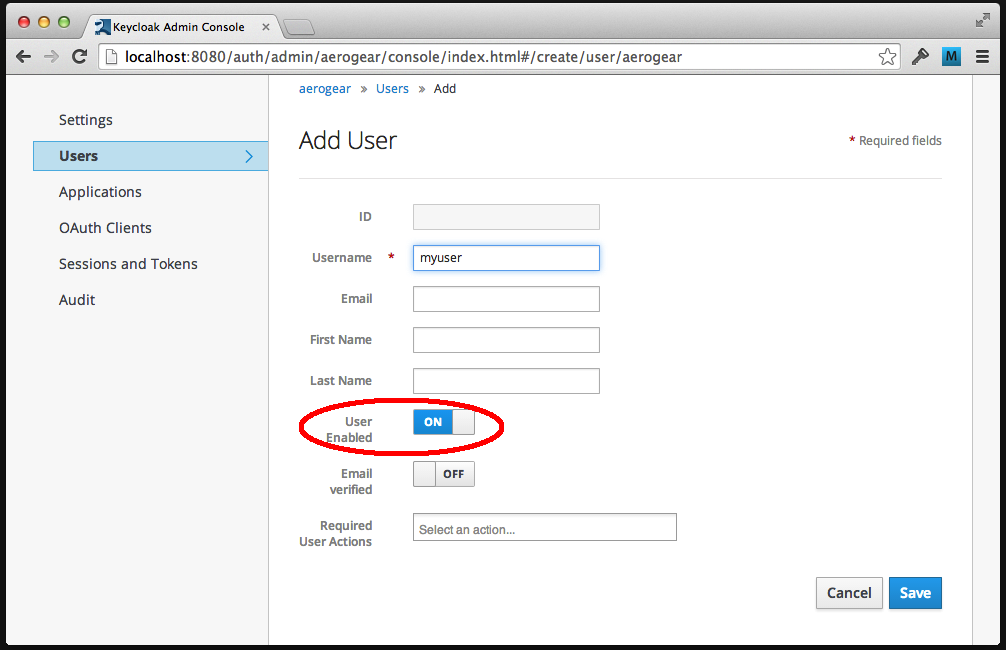 Keycloak Admin Console
localhost:8080/auth/admin/aerogear/console/index.html#/create/user/aerogear
M
aerogear » Users » Add
Settings
Users
Applications
OAuth Clients
Sessions and Tokens
Audit
Add User
* Required fields
ID
Username * myuser
Email
First Name
Last Name
User
Enabled
ON
Email
verified
OFF
Required
User Actions
Select an action...
Cancel Save